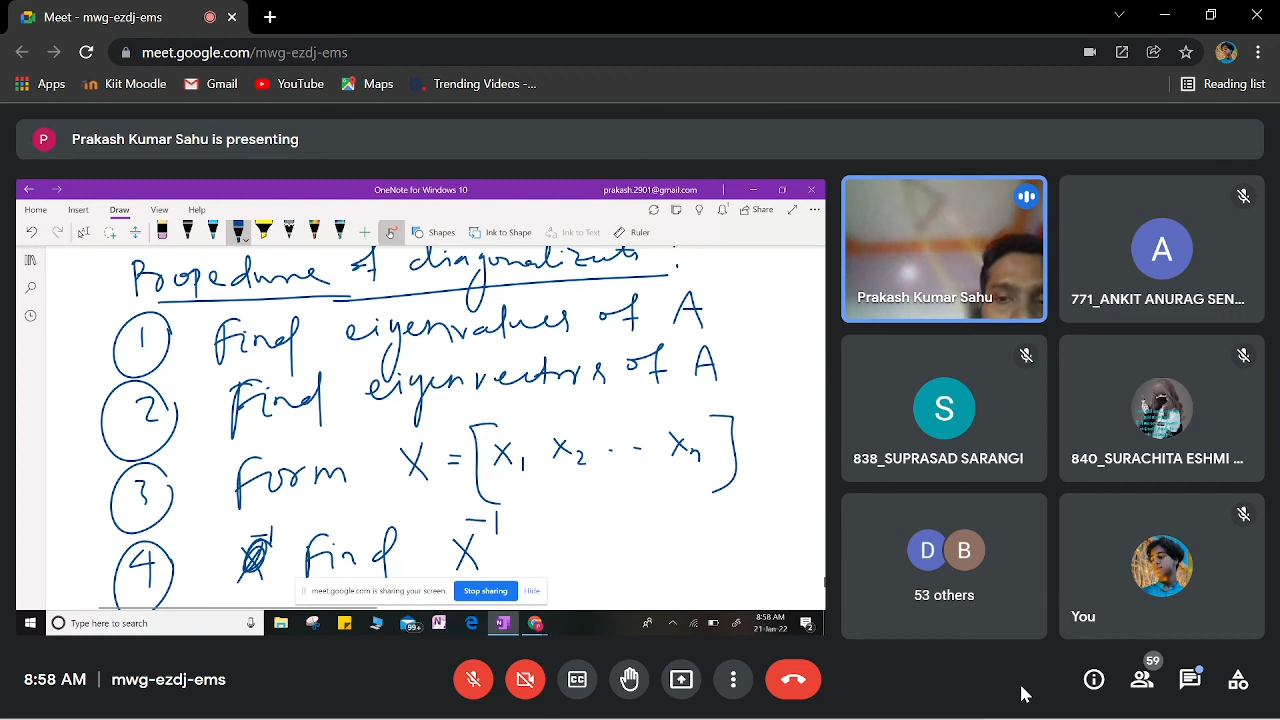 Meet - mwg-ezdj-ems
meet.google.com/mwg-ezdj-ems
Apps
Kiit Moodle
Gmail
YouTube
Maps
Trending Videos -...
Reading list
P
Prakash Kumar Sahu is presenting
OneNote for Windows 10
prakash.2901@gmail.com
Home Insert Draw View Help
Share
Shapes
Ink to Shape
Ink to Text
Ruler
Propedure of diagonalizati :
1 Find eigenvalues of A
2 Find eigenvectors of A
3 Form X = [X₁ X₂ .. Xn]
4 Find X⁻¹
meet.google.com is sharing your screen.
Stop sharing
Hide
Type here to search
99+
8:58 AM
21-Jan-22
2
Prakash Kumar Sahu
A
771_ANKIT ANURAG SEN...
S
838_SUPRASAD SARANGI
840_SURACHITA ESHMI ...
D B
53 others
You
8:58 AM | mwg-ezdj-ems
59